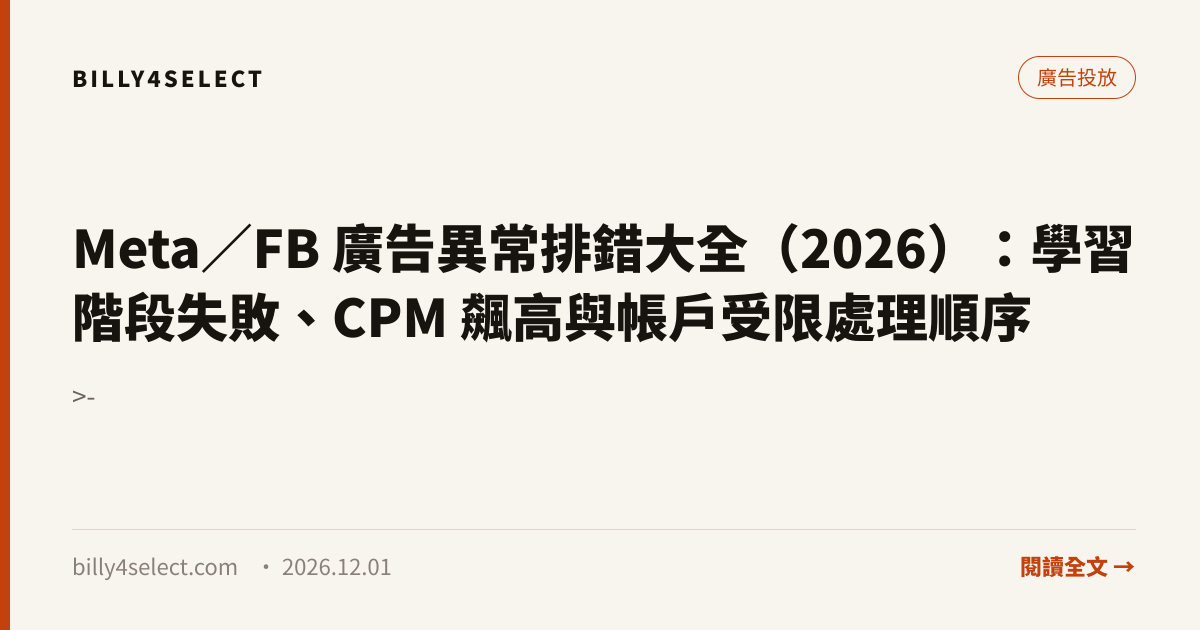 BILLY4SELECT
廣告投放
Meta／FB 廣告異常排錯大全（2026）：學習
階段失敗、CPM 飆高與帳戶受限處理順序
>-
billy4select.com • 2026.12.01
閱讀全文 →